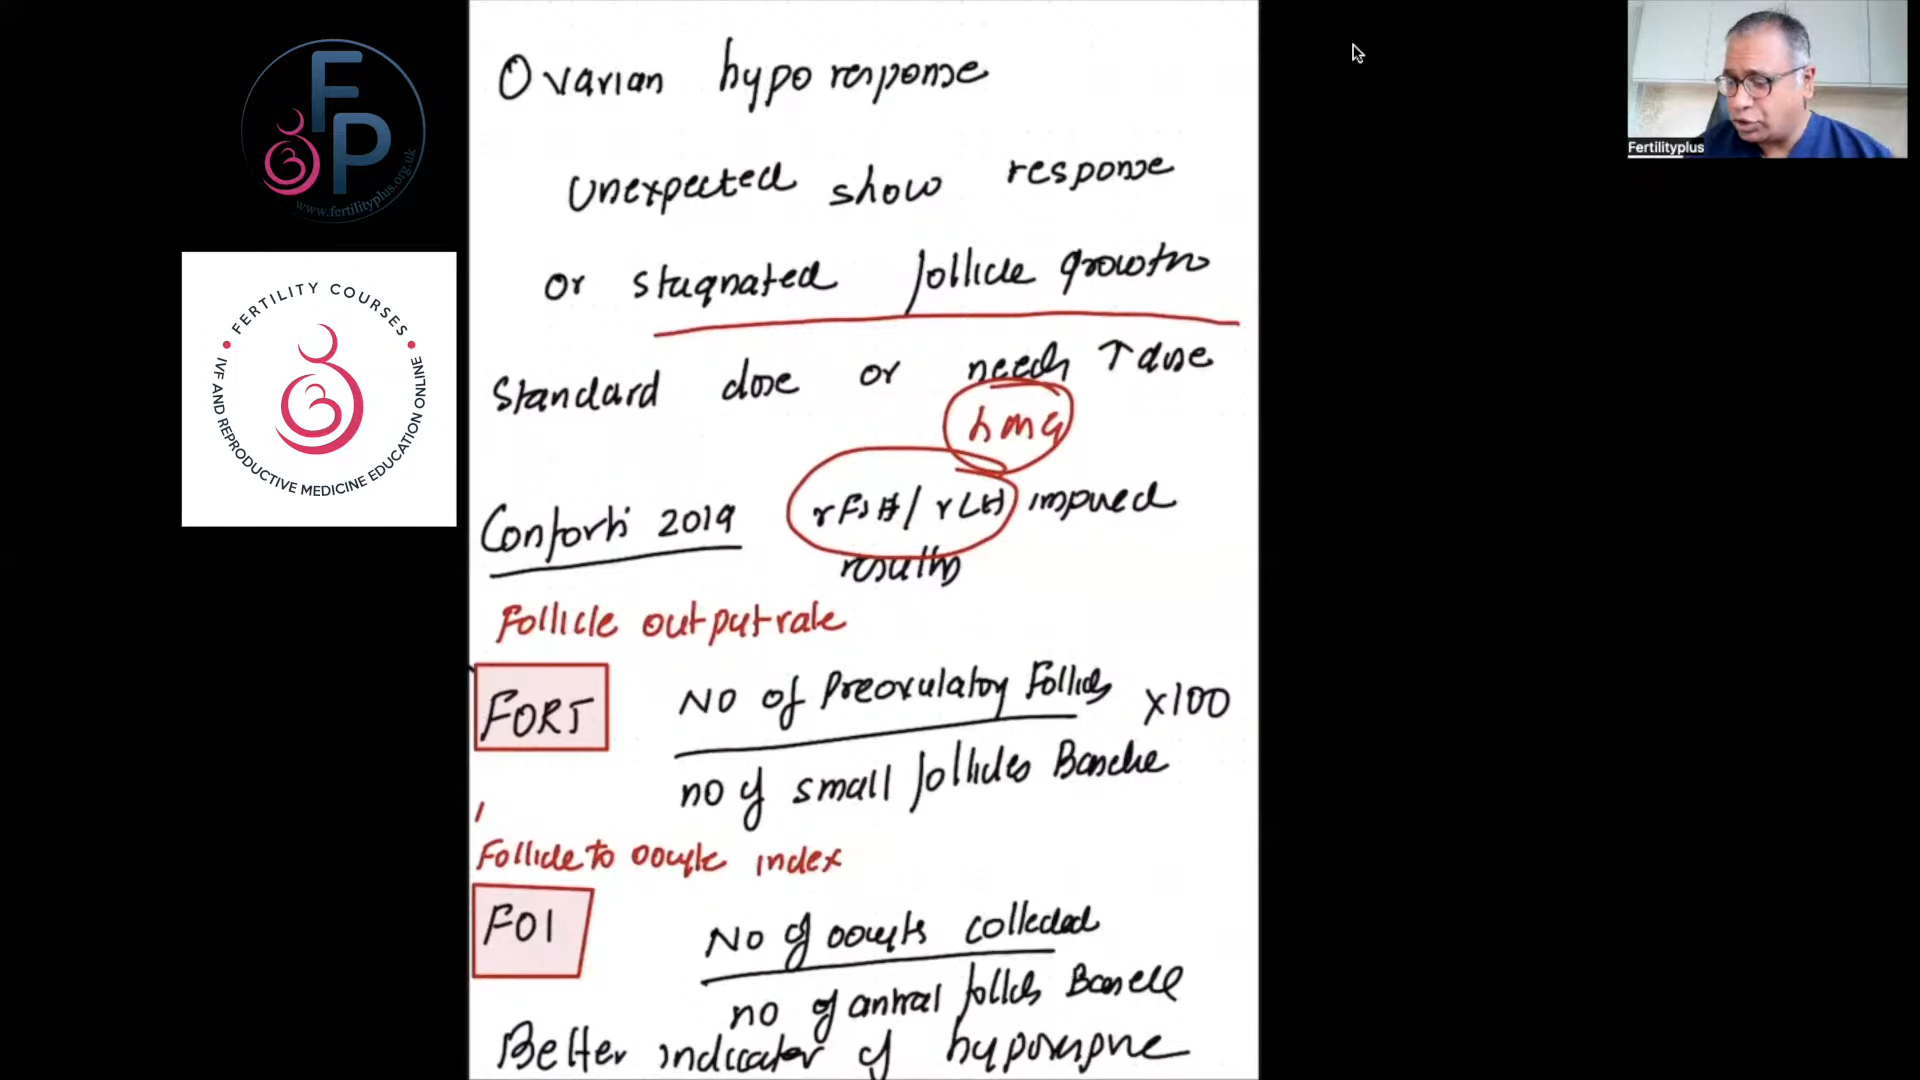 Ovarian hypo response
Unexpected slow response
or stagnated follicle growth
Standard dose or needs ↑ dose
hMG
Conforti 2019 rFSH/rLH improved
results
Follicle output rate
FORT
No of Preovulatory Follicles x100
no of small follicles Baseline
Follicle to oocyte index
FOI
No of oocyts collected
no of antral follicles Baseline
Better indicator of hyporesponse
FP
www.fertilityplus.org.uk
• FERTILITY COURSES •
IVF AND REPRODUCTIVE MEDICINE EDUCATION ONLINE
Fertilityplus